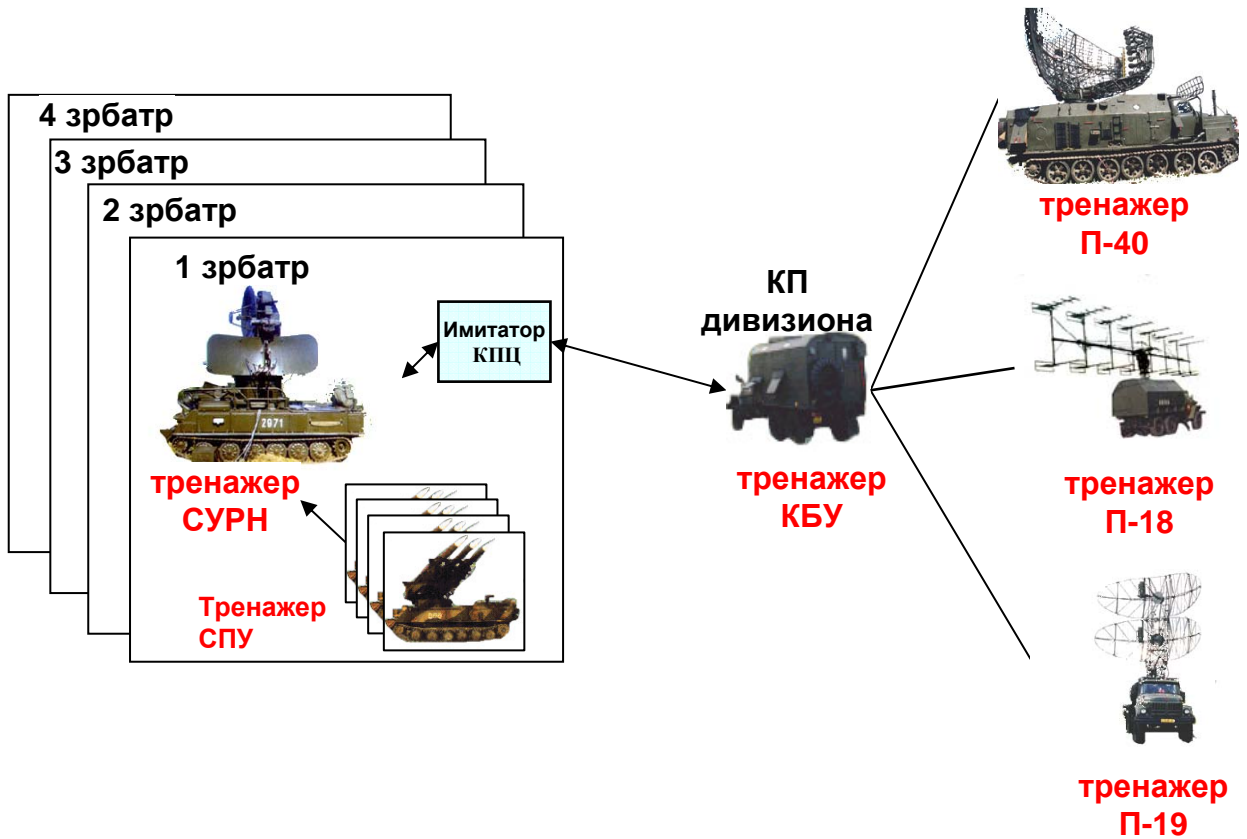 4 зрбатр
3 зрбатр
2 зрбатр
1 зрбатр
Имитатор
КПЦ
2971
тренажер
СУРН
Тренажер
СПУ
КП
дивизиона
тренажер
КБУ
тренажер
П-40
тренажер
П-18
тренажер
П-19